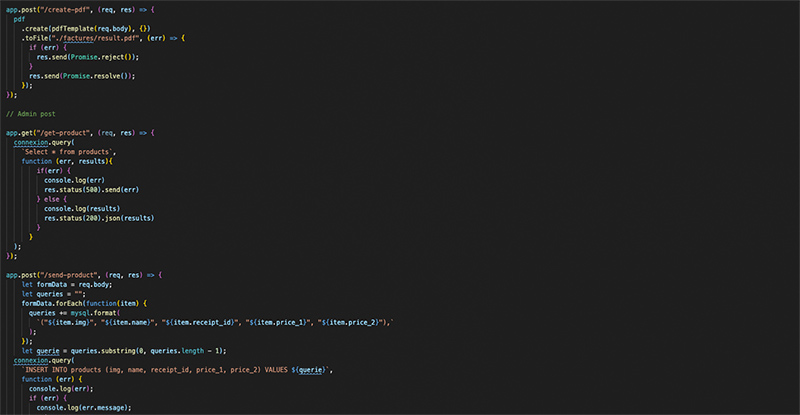 app.post("/create-pdf", (req, res) => {
  pdf
    .create(pdfTemplate(req.body), {})
    .toFile("./factures/result.pdf", (err) => {
      if (err) {
        res.send(Promise.reject());
      }
      res.send(Promise.resolve());
    });
});

// Admin post

app.get("/get-product", (req, res) => {
  connexion.query(
    `Select * from products`,
    function (err, results){
        if(err) {
          console.log(err)
          res.status(500).send(err)
        } else {
          console.log(results)
          res.status(200).json(results)
        }
      }
  );
});

app.post("/send-product", (req, res) => {
    let formData = req.body;
    let queries = "";
    formData.forEach(function(item) {
      queries += mysql.format(
        `("${item.img}", "${item.name}", "${item.receipt_id}", "${item.price_1}", "${item.price_2}"),`
      );
    });
    let querie = queries.substring(0, queries.length - 1);
  connexion.query(
    `INSERT INTO products (img, name, receipt_id, price_1, price_2) VALUES ${querie}`,
    function (err) {
      console.log(err);
      if (err) {
        console.log(err.message);